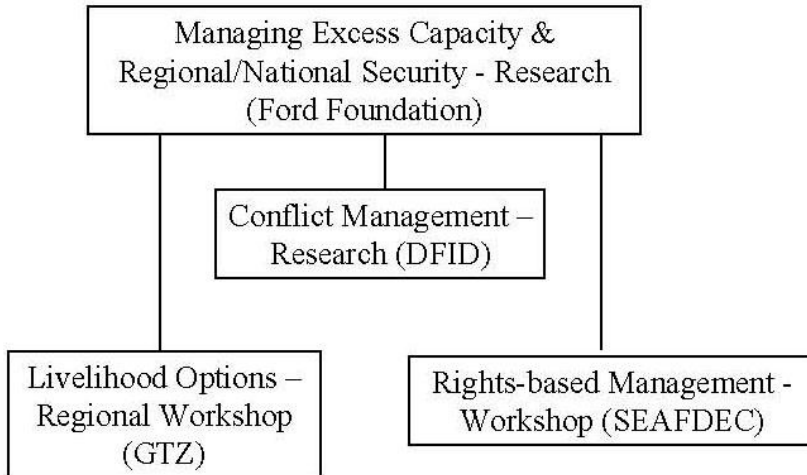 Managing Excess Capacity &
Regional/National Security - Research
(Ford Foundation)
Conflict Management –
Research (DFID)
Livelihood Options –
Regional Workshop
(GTZ)
Rights-based Management -
Workshop (SEAFDEC)